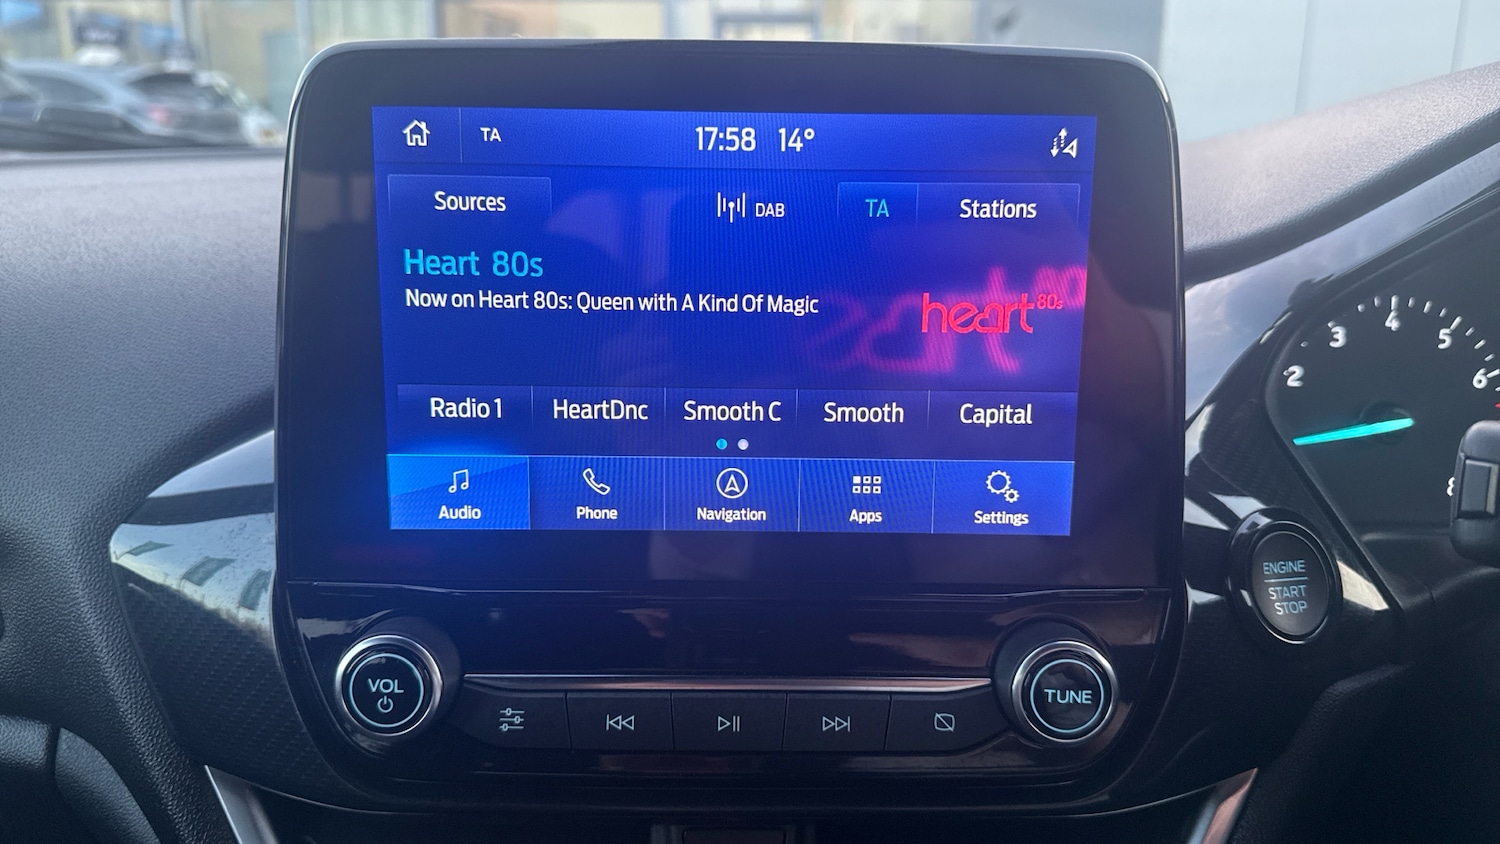 TA 17:58 14°
Sources DAB TA Stations
Heart 80s
Now on Heart 80s: Queen with A Kind Of Magic
heart 80s
Radio 1 HeartDnc Smooth C Smooth Capital
Audio Phone Navigation Apps Settings
2 3 4 5 6 8
ENGINE
START
STOP
VOL
TUNE